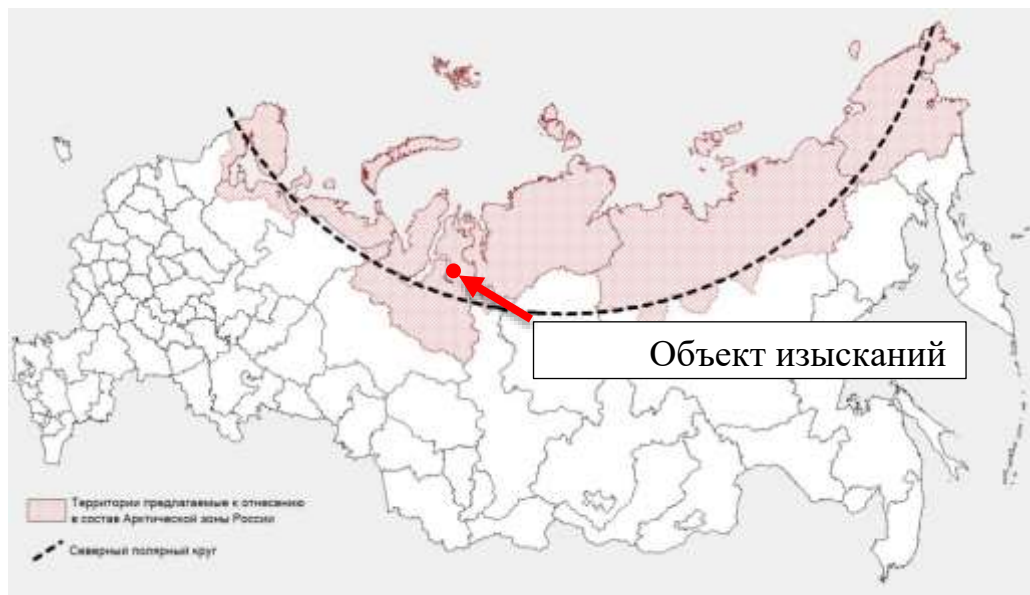 Объект изысканий
Территории предлагаемые к отнесению
в состав Арктической зоны России
Северный полярный круг